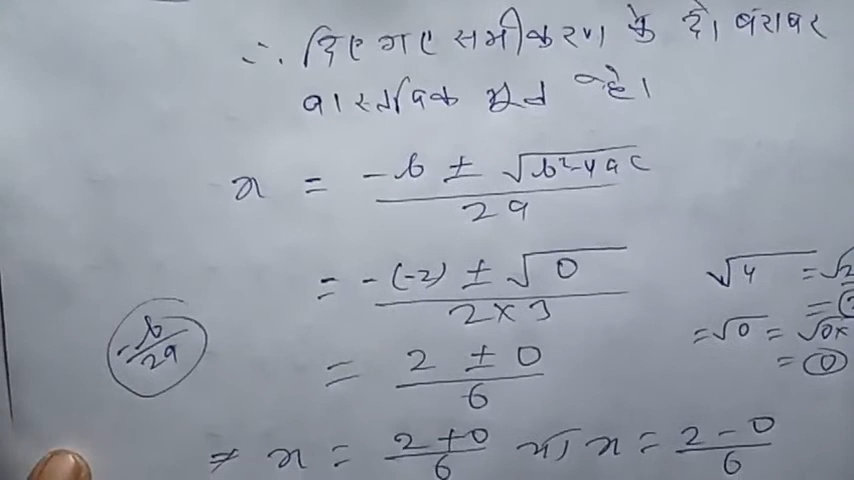 ∴ दिए गए समीकरण के दो बराबर
वास्तविक मूल है।
x = (-b ± √(b²-4ac))/(2a)
= (-(-2) ± √0)/(2×3)
√4 = √2
= √0 = √0×
= 0
-b/2a
= (2 ± 0)/6
⇒ x = (2+0)/6 या x = (2-0)/6